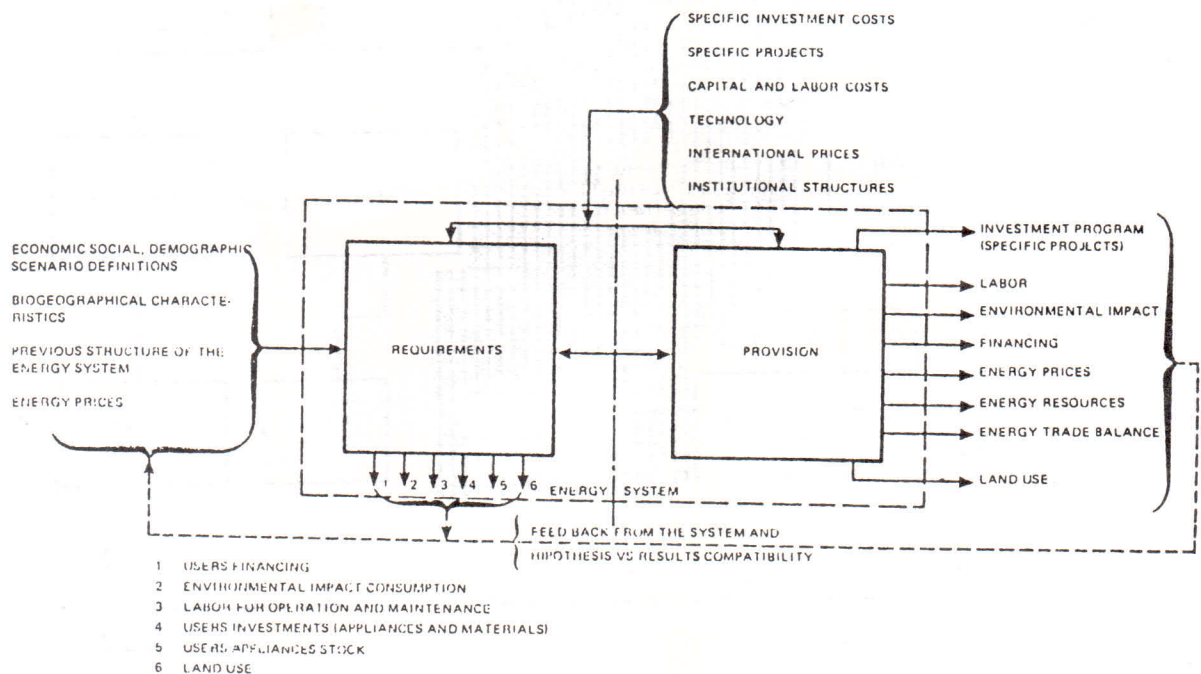 SPECIFIC INVESTMENT COSTS
SPECIFIC PROJECTS
CAPITAL AND LABOR COSTS
TECHNOLOGY
INTERNATIONAL PRICES
INSTITUTIONAL STRUCTURES
ECONOMIC SOCIAL, DEMOGRAPHIC
SCENARIO DEFINITIONS
BIOGEOGRAPHICAL CHARACTE-
RISTICS
PREVIOUS STRUCTURE OF THE
ENERGY SYSTEM
ENERGY PRICES
REQUIREMENTS
PROVISION
INVESTMENT PROGRAM
(SPECIFIC PROJECTS)
LABOR
ENVIRONMENTAL IMPACT
FINANCING
ENERGY PRICES
ENERGY RESOURCES
ENERGY TRADE BALANCE
LAND USE
1 2 3 4 5 6
ENERGY SYSTEM
FEED BACK FROM THE SYSTEM AND
HIPOTHESIS VS RESULTS COMPATIBILITY
1 USERS FINANCING
2 ENVIRONMENTAL IMPACT CONSUMPTION
3 LABOR FOR OPERATION AND MAINTENANCE
4 USERS INVESTMENTS (APPLIANCES AND MATERIALS)
5 USERS APPLIANCES STOCK
6 LAND USE